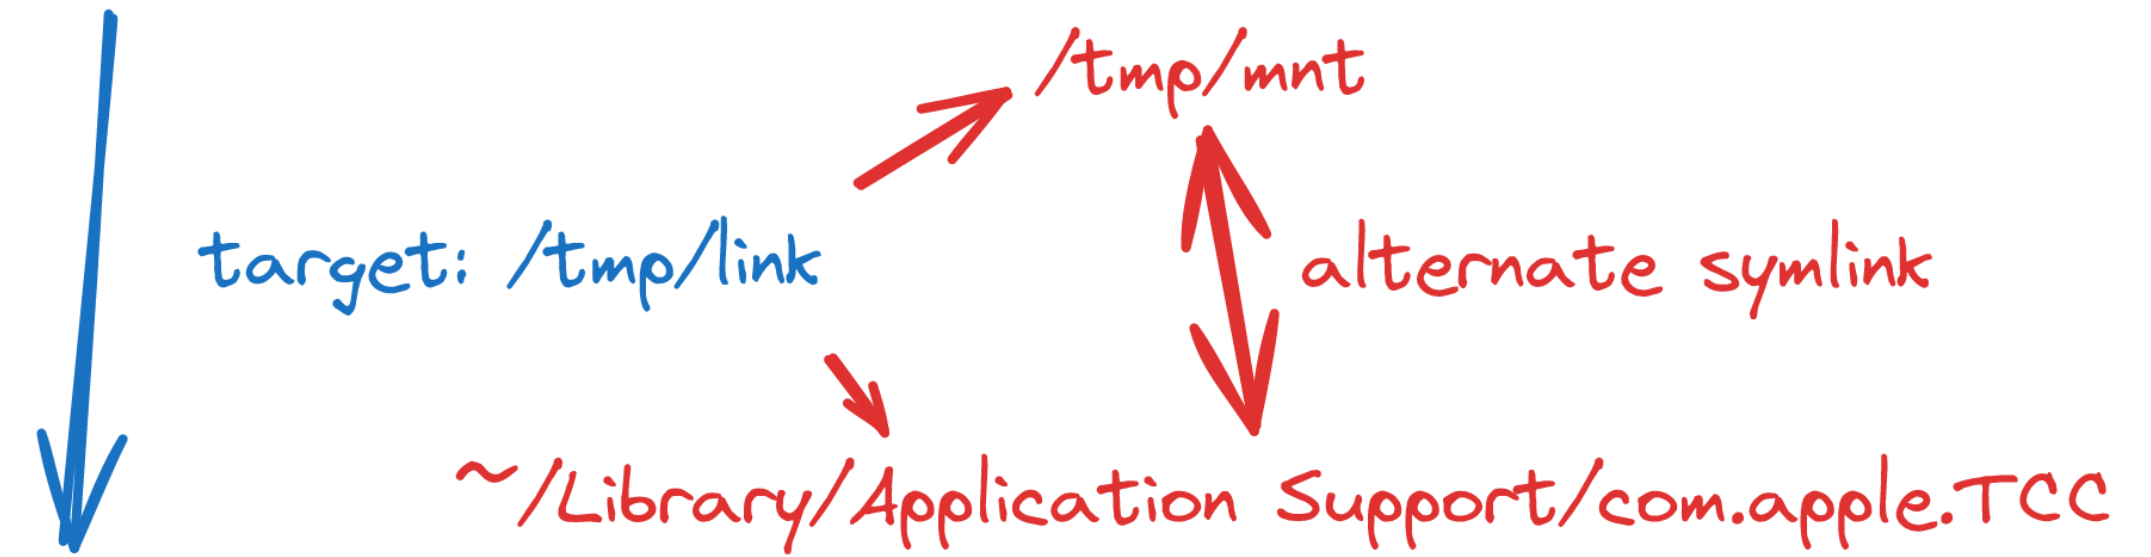 /tmp/mnt
target: /tmp/link
alternate symlink
~/Library/Application Support/com.apple.TCC